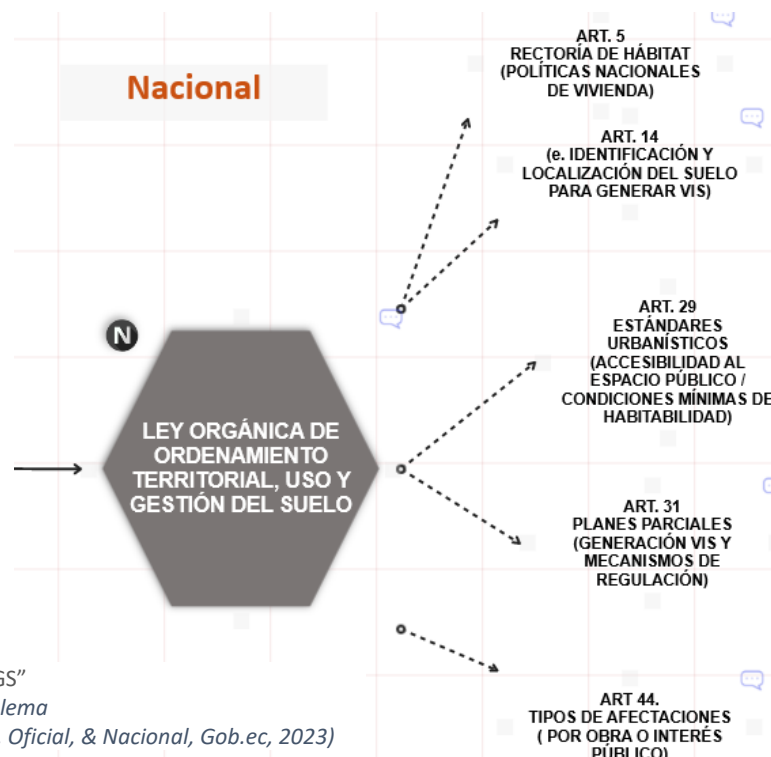 Nacional
ART. 5
RECTORÍA DE HÁBITAT
(POLÍTICAS NACIONALES
DE VIVIENDA)
ART. 14
(e. IDENTIFICACIÓN Y
LOCALIZACIÓN DEL SUELO
PARA GENERAR VIS)
N
LEY ORGÁNICA DE
ORDENAMIENTO
TERRITORIAL, USO Y
GESTIÓN DEL SUELO
ART. 29
ESTÁNDARES
URBANÍSTICOS
(ACCESIBILIDAD AL
ESPACIO PÚBLICO /
CONDICIONES MÍNIMAS DE
HABITABILIDAD)
ART. 31
PLANES PARCIALES
(GENERACIÓN VIS Y
MECANISMOS DE
REGULACIÓN)
ART 44.
TIPOS DE AFECTACIONES
( POR OBRA O INTERÉS
PÚBLICO)
GS”
lema
Oficial, & Nacional, Gob.ec, 2023)